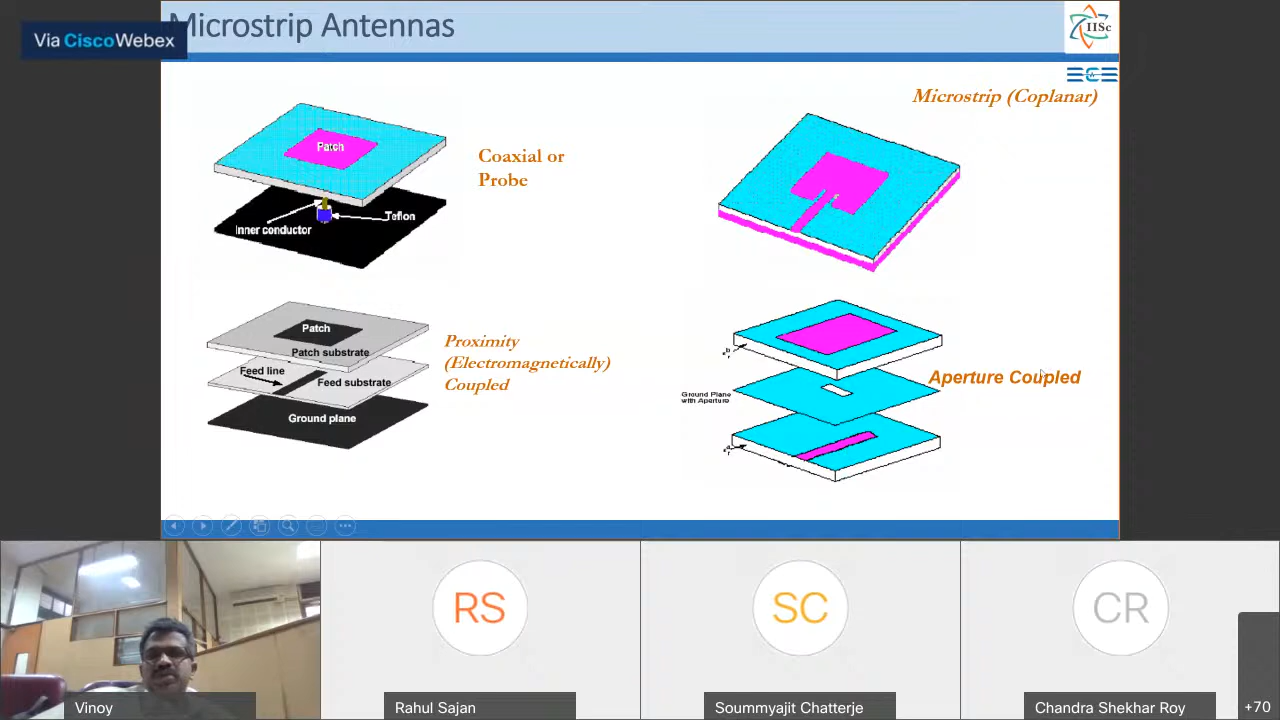 Microstrip Antennas
Via Cisco Webex
IISc
Microstrip (Coplanar)
Patch
Coaxial or
Probe
Teflon
Inner conductor
Patch
Patch substrate
Feed line
Feed substrate
Ground plane
Proximity
(Electromagnetically)
Coupled
Ground Plane
with Aperture
Aperture Coupled
RS
SC
CR
Vinoy
Rahul Sajan
Soummyajit Chatterje
Chandra Shekhar Roy
+70